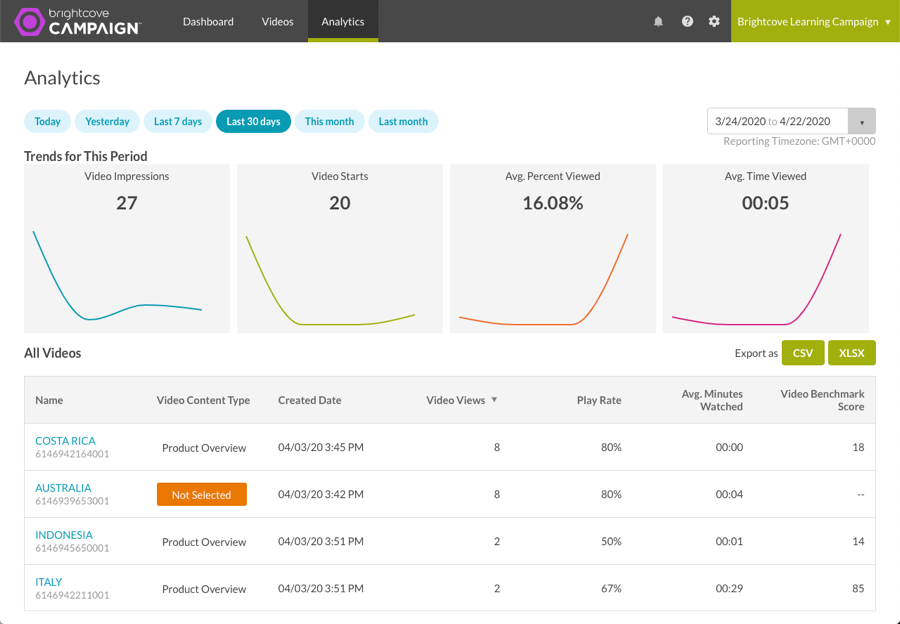 brightcove
CAMPAIGN
Dashboard Videos Analytics
Brightcove Learning Campaign
Analytics
Today Yesterday Last 7 days Last 30 days This month Last month
3/24/2020 to 4/22/2020
Reporting Timezone: GMT+0000
Trends for This Period
Video Impressions Video Starts Avg. Percent Viewed Avg. Time Viewed
27 20 16.08% 00:05
All Videos
Export as CSV XLSX
Name Video Content Type Created Date Video Views Play Rate Avg. Minutes Watched Video Benchmark Score
COSTA RICA
6146942164001
Product Overview 04/03/20 3:45 PM 8 80% 00:00 18
AUSTRALIA
6146939653001
Not Selected 04/03/20 3:42 PM 8 80% 00:04 --
INDONESIA
6146945650001
Product Overview 04/03/20 3:51 PM 2 50% 00:01 14
ITALY
6146942211001
Product Overview 04/03/20 3:51 PM 2 67% 00:29 85